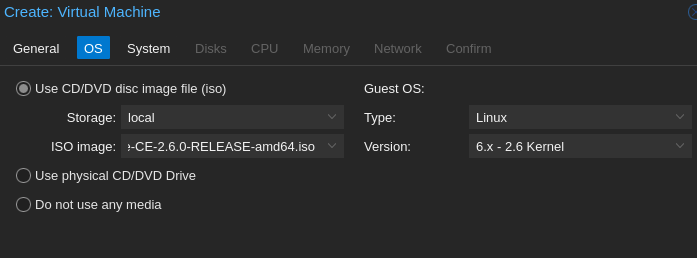 Create: Virtual Machine
General OS System Disks CPU Memory Network Confirm
Use CD/DVD disc image file (iso) Guest OS:
Storage: local Type: Linux
ISO image: e-CE-2.6.0-RELEASE-amd64.iso Version: 6.x - 2.6 Kernel
Use physical CD/DVD Drive
Do not use any media